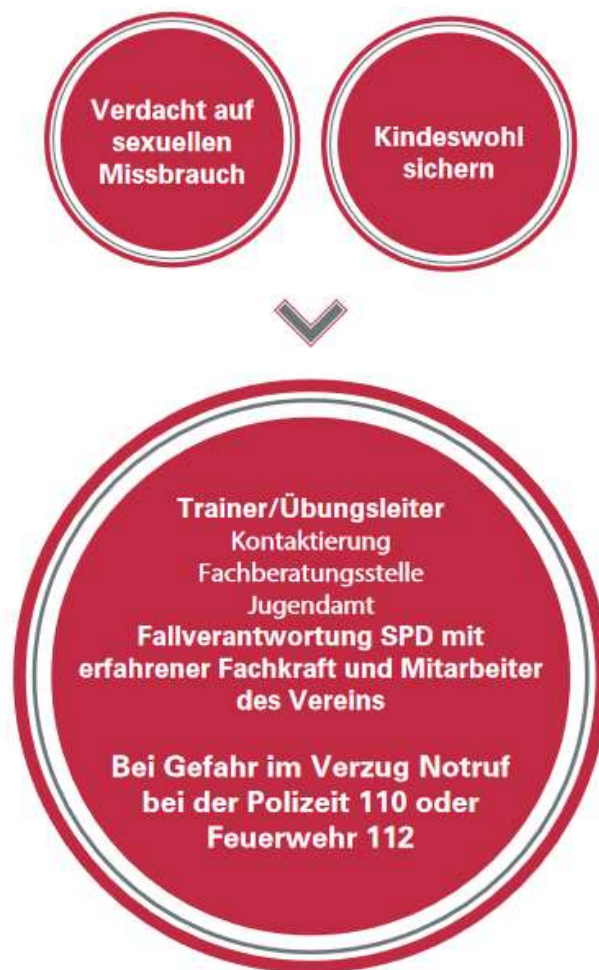 Verdacht auf
sexuellen
Missbrauch
Kindeswohl
sichern
Trainer/Übungsleiter
Kontaktierung
Fachberatungsstelle
Jugendamt
Fallverantwortung SPD mit
erfahrener Fachkraft und Mitarbeiter
des Vereins
Bei Gefahr im Verzug Notruf
bei der Polizeit 110 oder
Feuerwehr 112